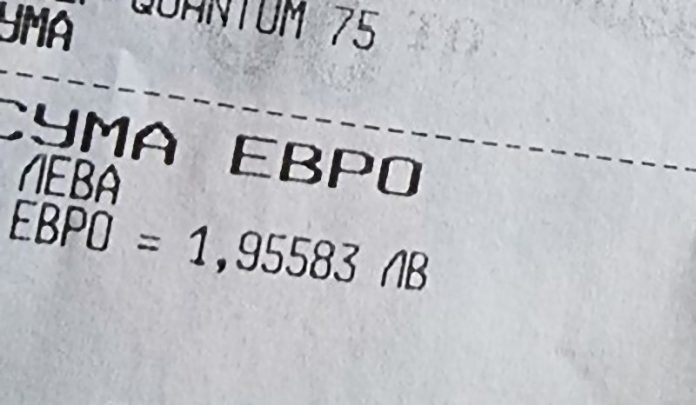 QUANTUM 75
УМА
СУМА ЕВРО
ЛЕВА
ЕВРО = 1,95583 ЛВ